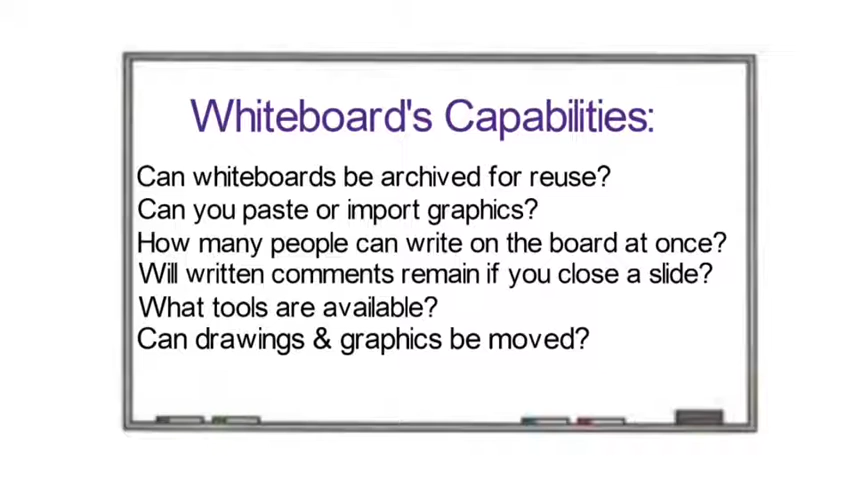 Whiteboard's Capabilities:
Can whiteboards be archived for reuse?
Can you paste or import graphics?
How many people can write on the board at once?
Will written comments remain if you close a slide?
What tools are available?
Can drawings & graphics be moved?